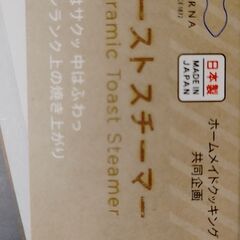 ホームメイドクッキング
共同企画
日本製
MADE IN
JAPAN
RNA
ーストスチーマー
ramic Toast Steamer
はサクッ 中はふわっ
ンランク上の焼き上がり